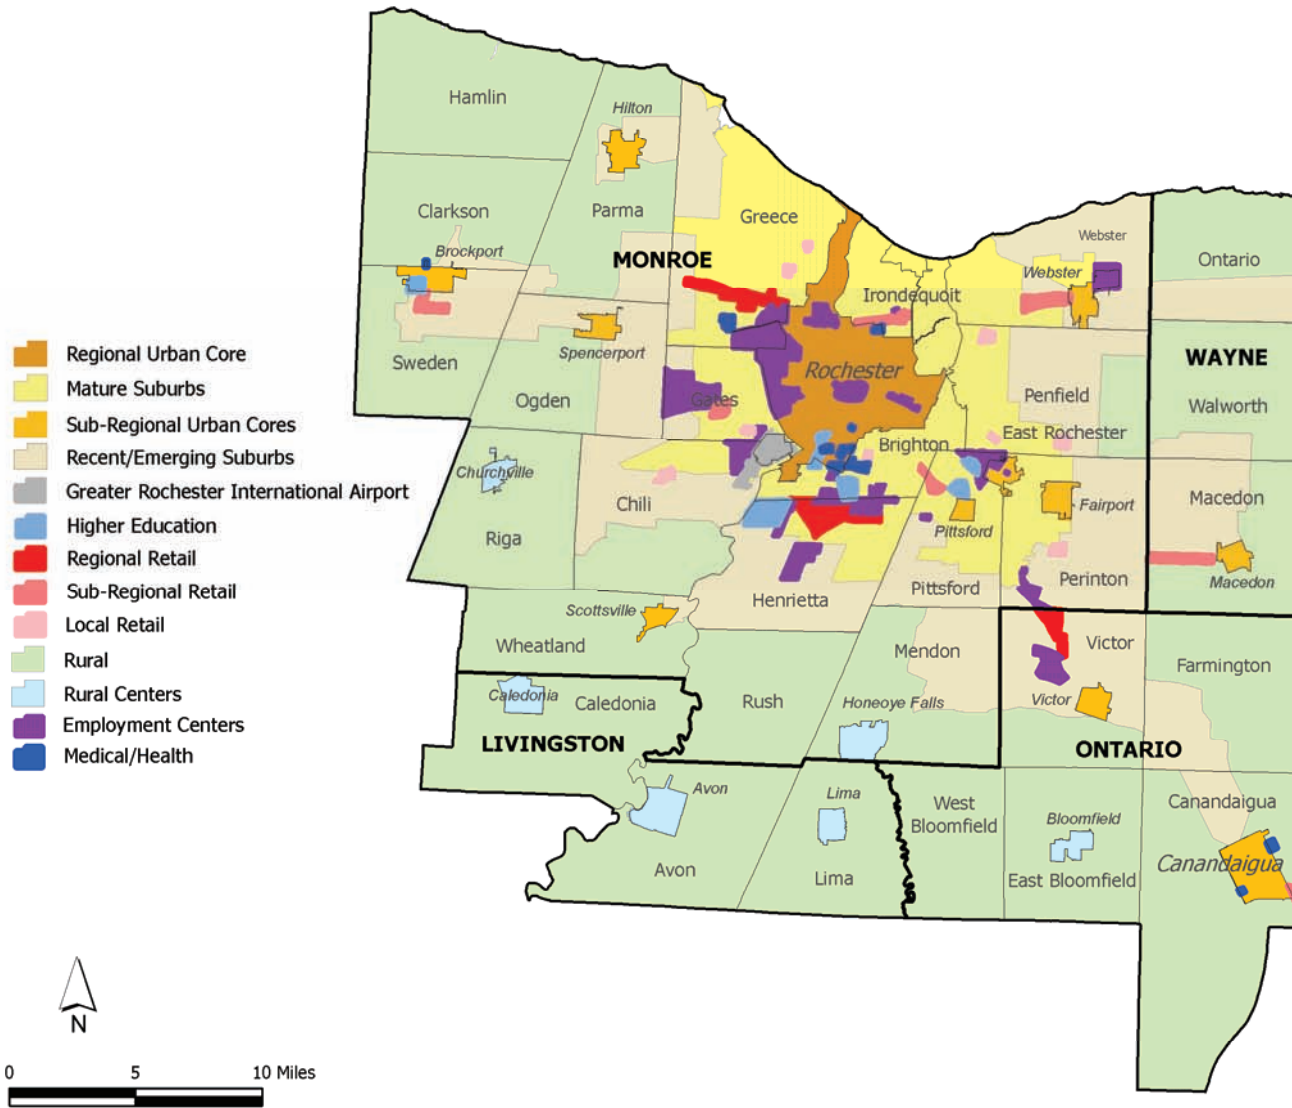 Hamlin
Hilton
Clarkson
Parma
Greece
Brockport
MONROE
Webster
Webster
Ontario
Irondequoit
Spencerport
Sweden
Rochester
WAYNE
Ogden
Gates
Penfield
Walworth
East Rochester
Brighton
Churchville
Chili
Fairport
Macedon
Riga
Pittsford
Perinton
Macedon
Pittsford
Henrietta
Scottsville
Wheatland
Mendon
Victor
Farmington
Caledonia
Caledonia
Rush
Honeoye Falls
Victor
LIVINGSTON
ONTARIO
Avon
Lima
West
Bloomfield
Bloomfield
Canandaigua
Canandaigua
Avon
Lima
East Bloomfield
Regional Urban Core
Mature Suburbs
Sub-Regional Urban Cores
Recent/Emerging Suburbs
Greater Rochester International Airport
Higher Education
Regional Retail
Sub-Regional Retail
Local Retail
Rural
Rural Centers
Employment Centers
Medical/Health
N
0 5 10 Miles